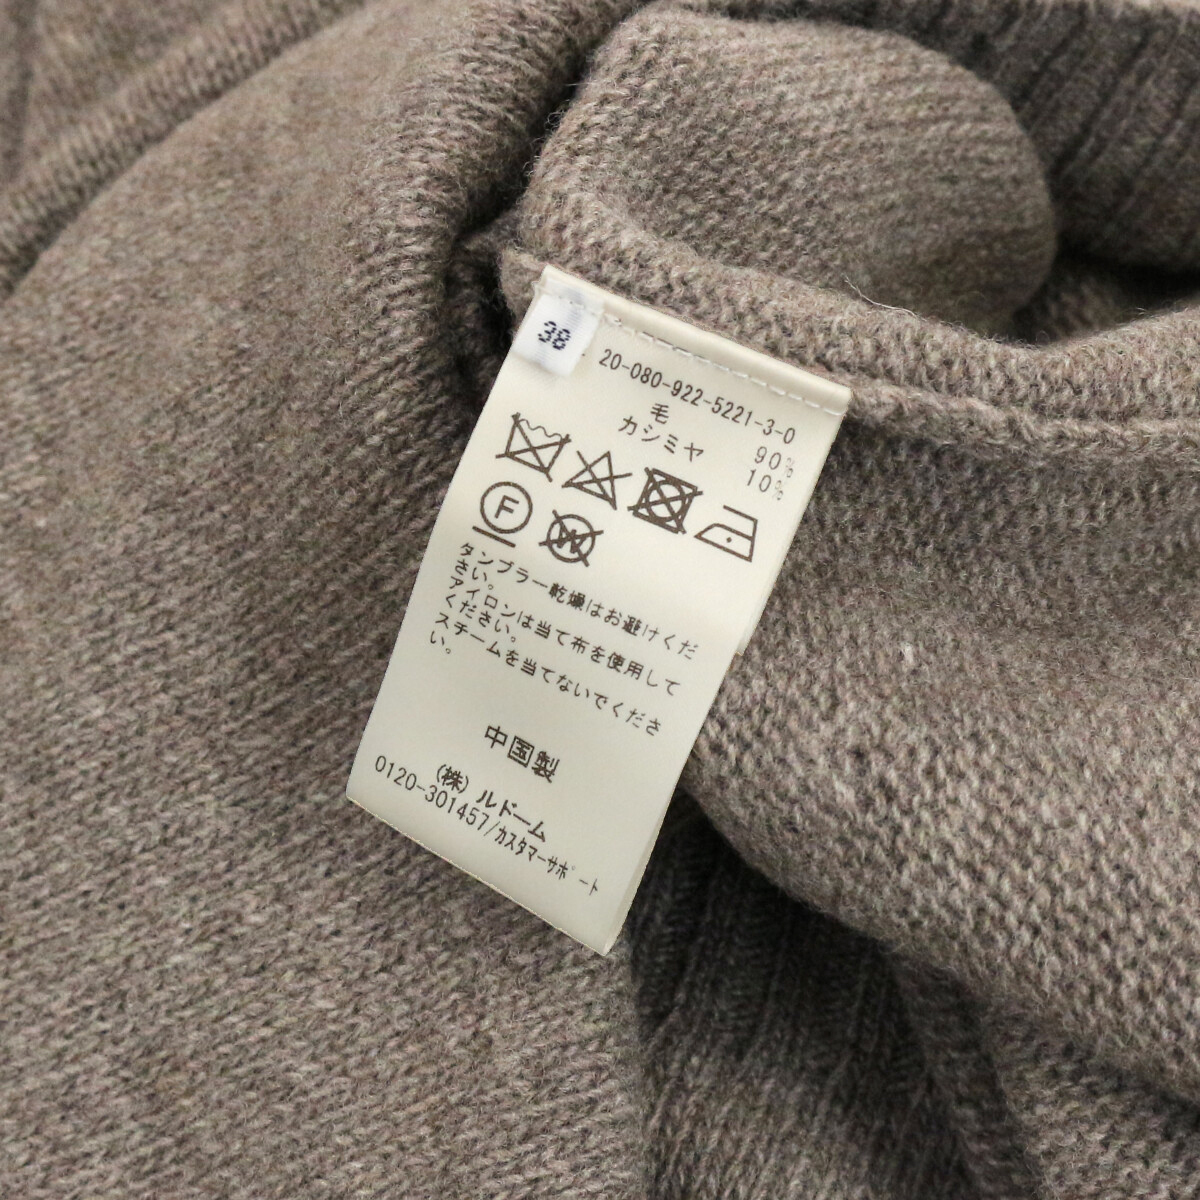 38
20-080-922-5221-3-0
毛 90%
カシミヤ 10%
F
W
タンブラー乾燥はお避けくだ
さい。
アイロンは当て布を使用して
ください。
スチームを当てないでくださ
い。
中国製
(株)ルドーム
0120-301457/カスタマーサポート